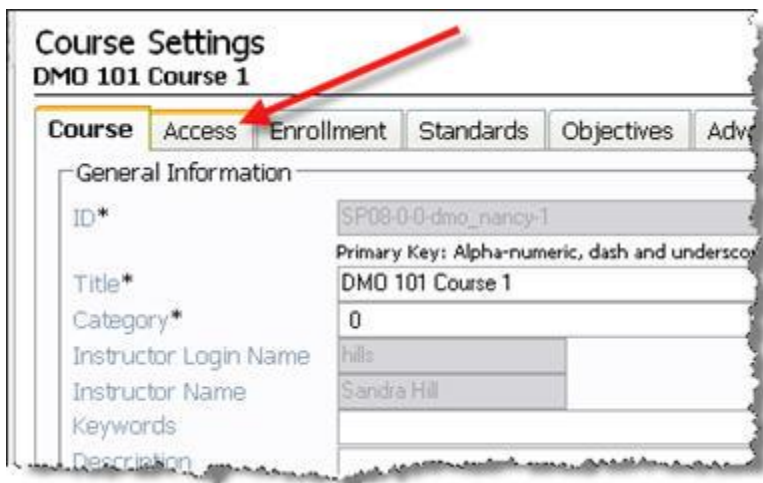 Course Settings
DMO 101 Course 1
Course Access Enrollment Standards Objectives
General Information
ID* SP08-0-0-dmo_nancy-1
Primary Key: Alpha-numeric, dash and
Title* DMO 101 Course 1
Category* 0
Instructor Login Name hills
Instructor Name Sandra Hill
Keywords
Description